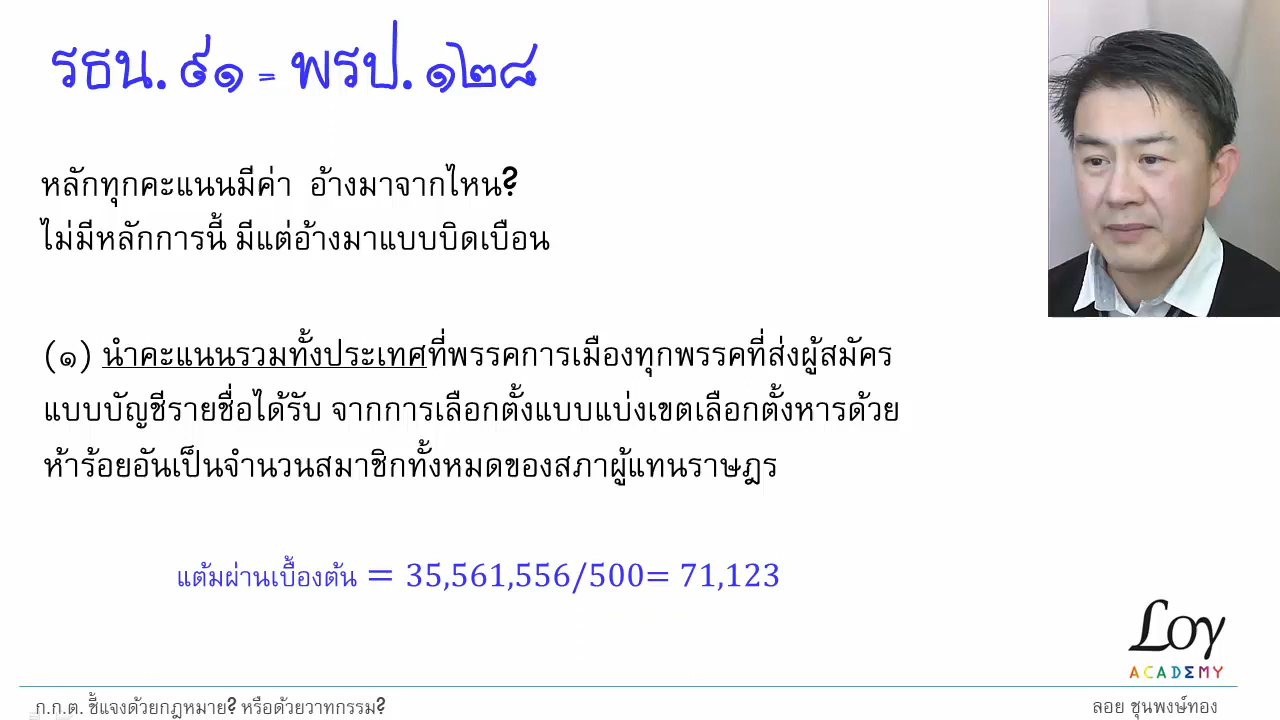 รธน. ๙๑ = พรป. ๑๒๘
หลักทุกคะแนนมีค่า อ้างมาจากไหน?
ไม่มีหลักการนี้ มีแต่อ้างมาแบบบิดเบือน
(๑) นำคะแนนรวมทั้งประเทศที่พรรคการเมืองทุกพรรคที่ส่งผู้สมัคร
แบบบัญชีรายชื่อได้รับ จากการเลือกตั้งแบบแบ่งเขตเลือกตั้งหารด้วย
ห้าร้อยอันเป็นจำนวนสมาชิกทั้งหมดของสภาผู้แทนราษฎร
แต้มผ่านเบื้องต้น = 35,561,556/500= 71,123
Loy
ACADEMY
ก.ก.ต. ชี้แจงด้วยกฎหมาย? หรือด้วยวาทกรรม?
ลอย ชุนพงษ์ทอง